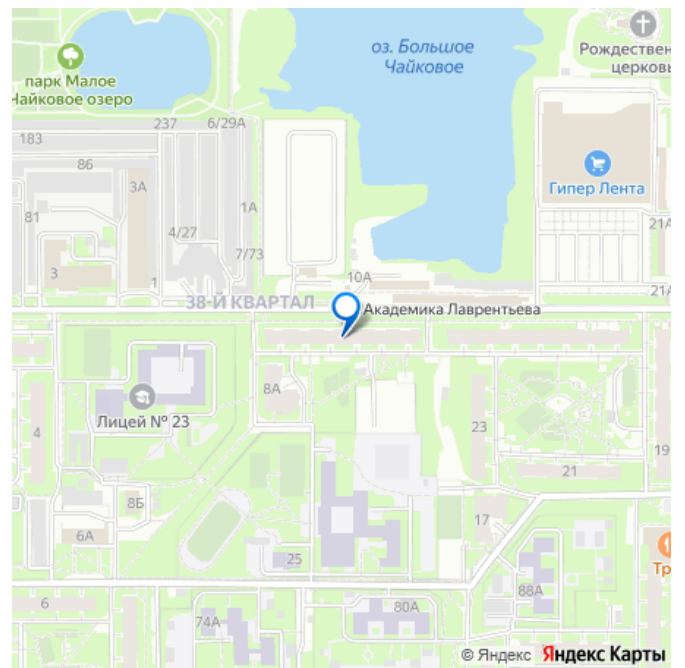 оз. Большое
Чайковое
Рождествен
церковь
парк Малое
Чайковое озеро
237
6/29А
183
86
3А
Гипер Лента
81
1А
21А
4/27
7/73
3
1
10А
21А
38-Й КВАРТАЛ
Академика Лаврентьева
8А
Лицей № 23
4
23
19
21
8Б
17
6А
25
Тр
88А
6
74А
80А
© Яндекс Яндекс Карты